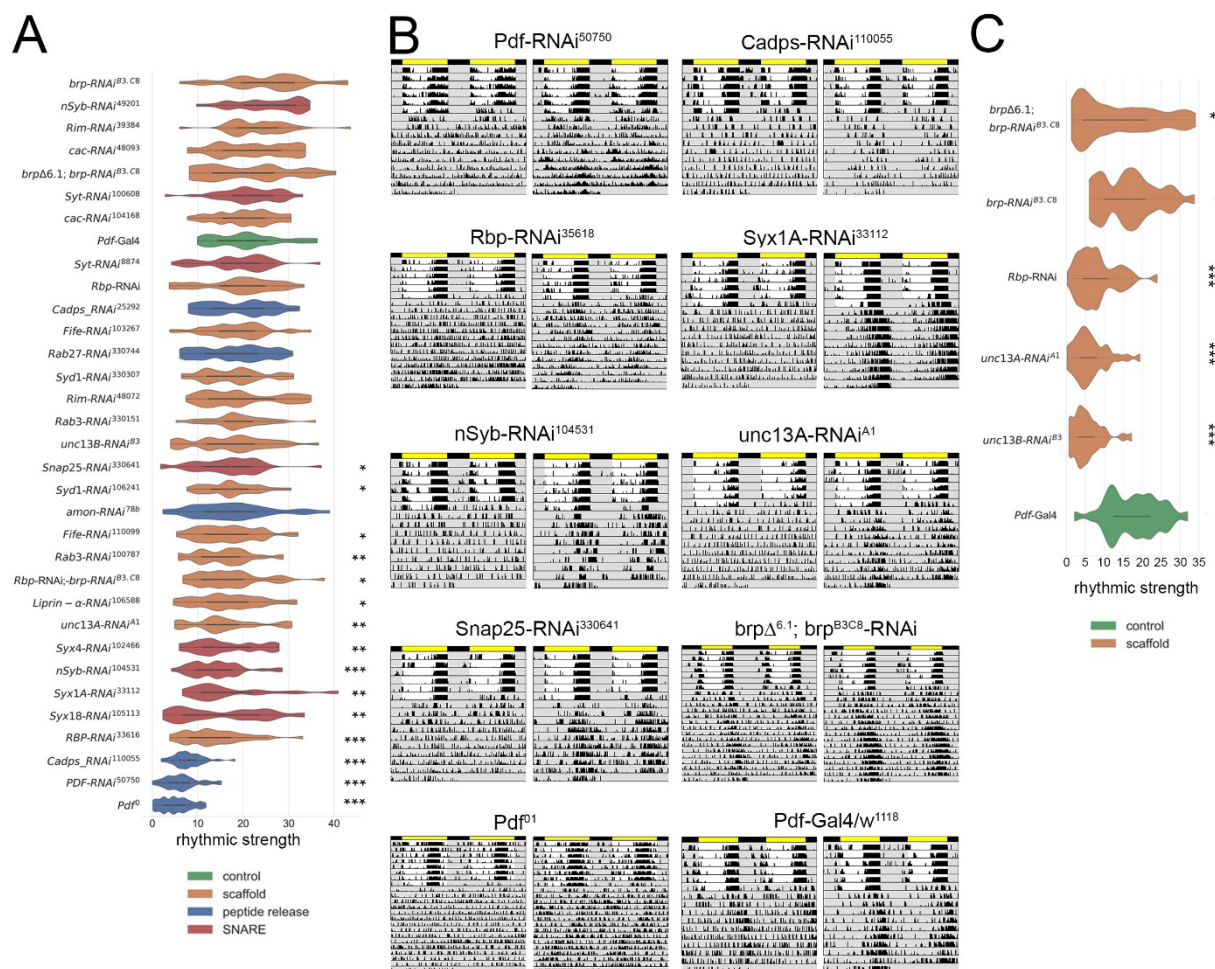 A
brp-RNAi^B3.C8
nSyb-RNAi^49201
Rim-RNAi^39384
cac-RNAi^48093
brpΔ6.1; brp-RNAi^B3.C8
Syt-RNAi^100608
cac-RNAi^104168
Pdf-Gal4
Syt-RNAi^8874
Rbp-RNAi
Cadps_RNAi^25292
Fife-RNAi^103267
Rab27-RNAi^330744
Syd1-RNAi^330307
Rim-RNAi^48072
Rab3-RNAi^330151
unc13B-RNAi^B3
Snap25-RNAi^330641 *
Syd1-RNAi^106241 *
amon-RNAi^78b
Fife-RNAi^110099 *
Rab3-RNAi^100787 **
Rbp-RNAi;-brp-RNAi^B3.C8 *
Liprin − α-RNAi^106588 *
unc13A-RNAi^A1 **
Syx4-RNAi^102466 **
nSyb-RNAi^104531 ***
Syx1A-RNAi^33112 **
Syx18-RNAi^105113 **
RBP-RNAi^33616 ***
Cadps_RNAi^110055 ***
PDF-RNAi^50750 ***
Pdf^0 ***
0 10 20 30 40
rhythmic strength
control
scaffold
peptide release
SNARE
B
Pdf-RNAi^50750 Cadps-RNAi^110055
Rbp-RNAi^35618 Syx1A-RNAi^33112
nSyb-RNAi^104531 unc13A-RNAi^A1
Snap25-RNAi^330641 brpΔ^6.1; brp^B3C8-RNAi
Pdf^01 Pdf-Gal4/w^1118
C
brpΔ6.1;
brp-RNAi^B3.C8 *
brp-RNAi^B3.C8
Rbp-RNAi ***
unc13A-RNAi^A1 ***
unc13B-RNAi^B3 ***
Pdf-Gal4
0 5 10 15 20 25 30 35
rhythmic strength
control
scaffold